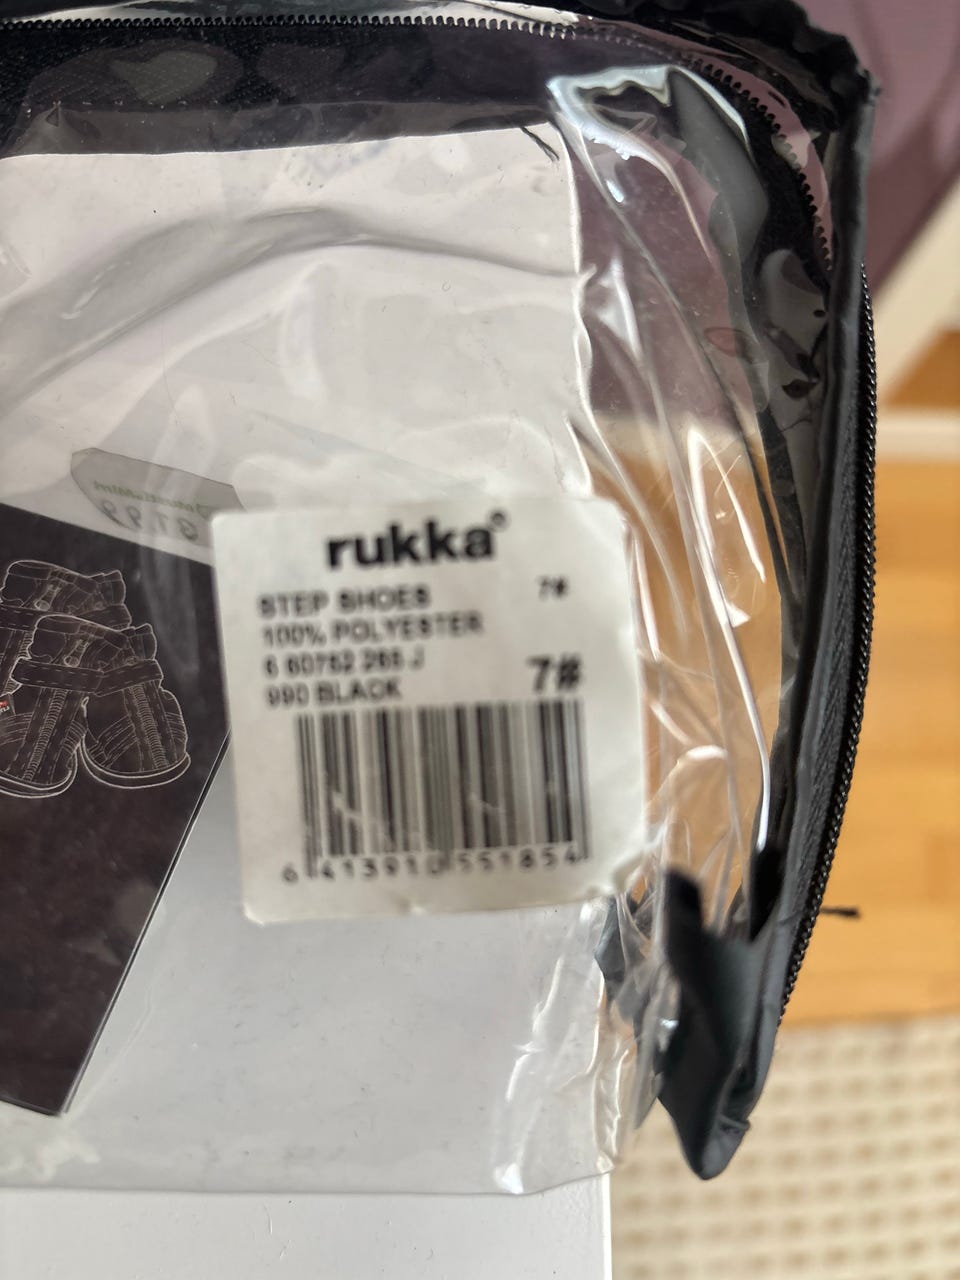 rukka®
STEP SHOES 7#
100% POLYESTER
6 60752 265 J
990 BLACK 7#
6 413910 551854